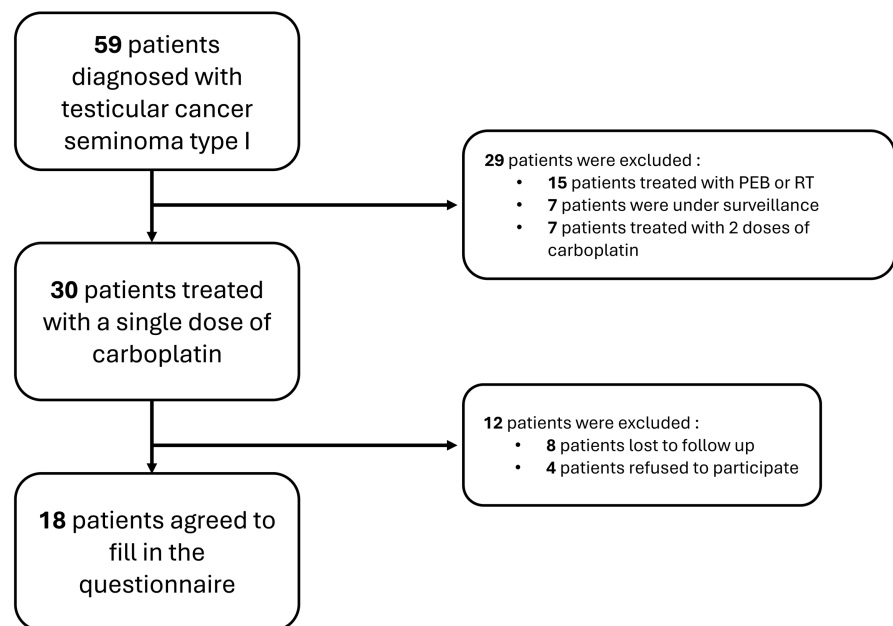 59 patients
diagnosed with
testicular cancer
seminoma type I
29 patients were excluded :
• 15 patients treated with PEB or RT
• 7 patients were under surveillance
• 7 patients treated with 2 doses of
carboplatin
30 patients treated
with a single dose of
carboplatin
12 patients were excluded :
• 8 patients lost to follow up
• 4 patients refused to participate
18 patients agreed to
fill in the
questionnaire